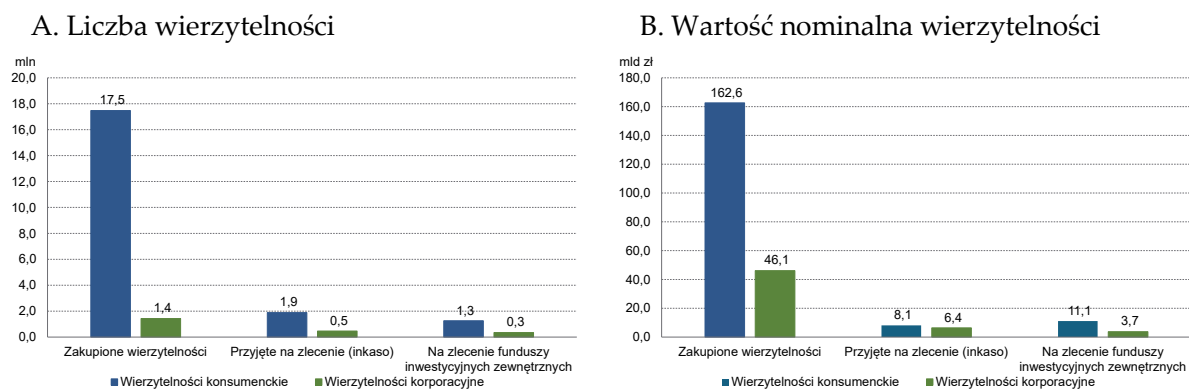 A. Liczba wierzytelności
mln
20,0
18,0
16,0
14,0
12,0
10,0
8,0
6,0
4,0
2,0
0,0
17,5
1,4
1,9
0,5
1,3
0,3
Zakupione wierzytelności
Przyjęte na zlecenie (inkaso)
Na zlecenie funduszy
inwestycyjnych zewnętrznych
Wierzytelności konsumenckie
Wierzytelności korporacyjne
B. Wartość nominalna wierzytelności
mld zł
180,0
160,0
140,0
120,0
100,0
80,0
60,0
40,0
20,0
0,0
162,6
46,1
8,1
6,4
11,1
3,7
Zakupione wierzytelności
Przyjęte na zlecenie (inkaso)
Na zlecenie funduszy
inwestycyjnych zewnętrznych
Wierzytelności konsumenckie
Wierzytelności korporacyjne